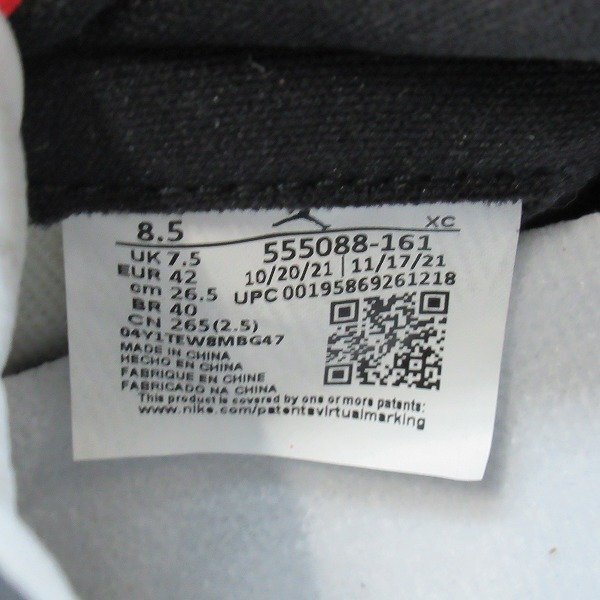 8.5 XC
UK 7.5 555088-161
EUR 42 10/20/21 | 11/17/21
cm 26.5 UPC 00195869261218
BR 40
CN 265(2.5)
04Y1TEW8MBG47
MADE IN CHINA
HECHO EN CHINA
FABRIQUE EN CHINE
FABRICADO NA CHINA
This product is covered by one or more patents:
www.nike.com/patentsvirtualmarking